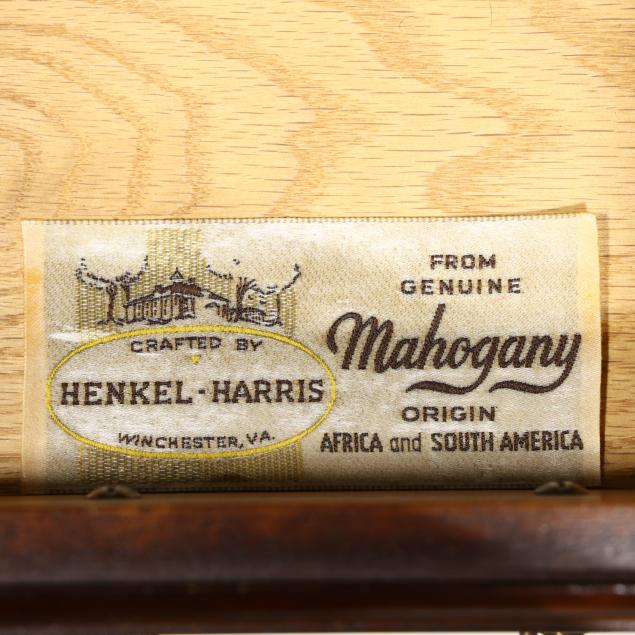 CRAFTED BY
HENKEL-HARRIS
WINCHESTER, VA.
FROM
GENUINE
Mahogany
ORIGIN
AFRICA and SOUTH AMERICA